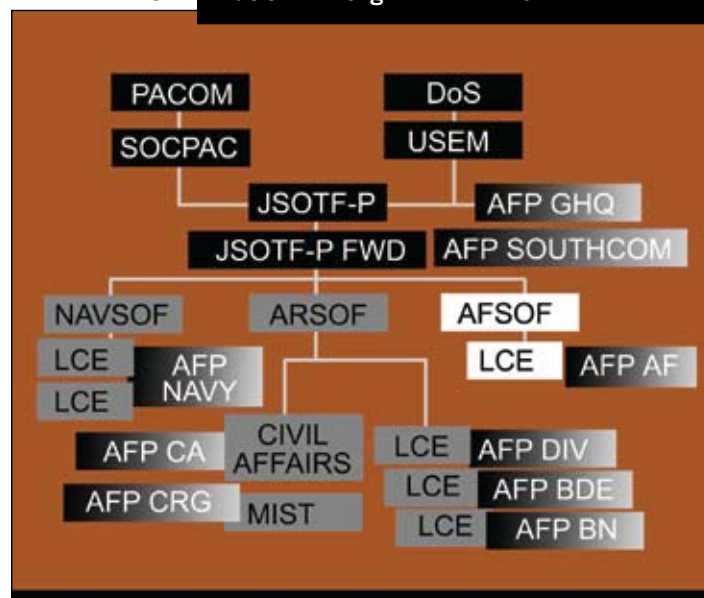 PACOM
DoS
SOCPAC
USEM
JSOTF-P
AFP GHQ
JSOTF-P FWD
AFP SOUTHCOM
NAVSOF
ARSOF
AFSOF
LCE
AFP
NAVY
LCE
LCE
AFP AF
CIVIL
AFFAIRS
AFP CA
LCE
AFP DIV
AFP CRG
MIST
LCE
AFP BDE
LCE
AFP BN